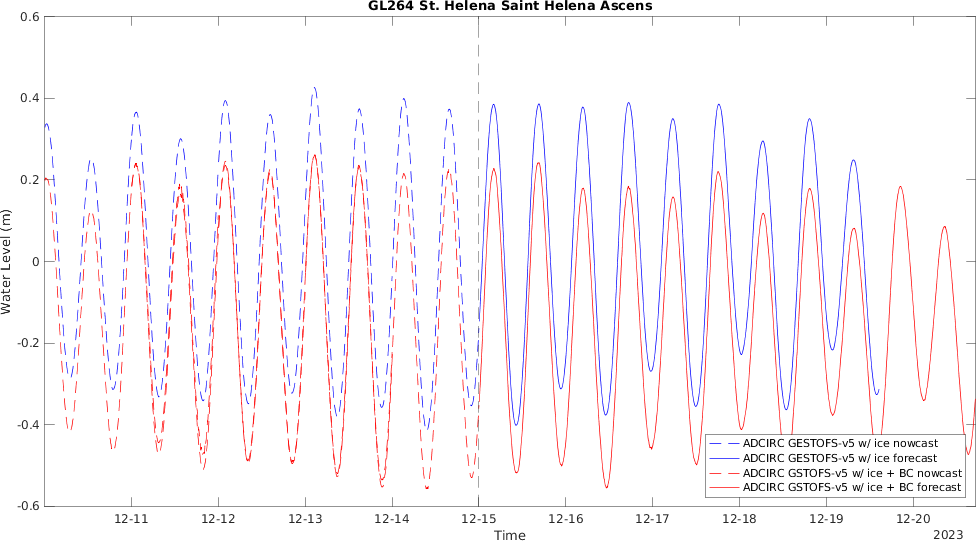 GL264 St. Helena Saint Helena Ascens
0.6
0.4
0.2
0
-0.2
-0.4
-0.6
Water Level (m)
12-11 12-12 12-13 12-14 12-15 12-16 12-17 12-18 12-19 12-20
Time
2023
ADCIRC GESTOFS-v5 w/ ice nowcast
ADCIRC GESTOFS-v5 w/ ice forecast
ADCIRC GSTOFS-v5 w/ ice + BC nowcast
ADCIRC GSTOFS-v5 w/ ice + BC forecast